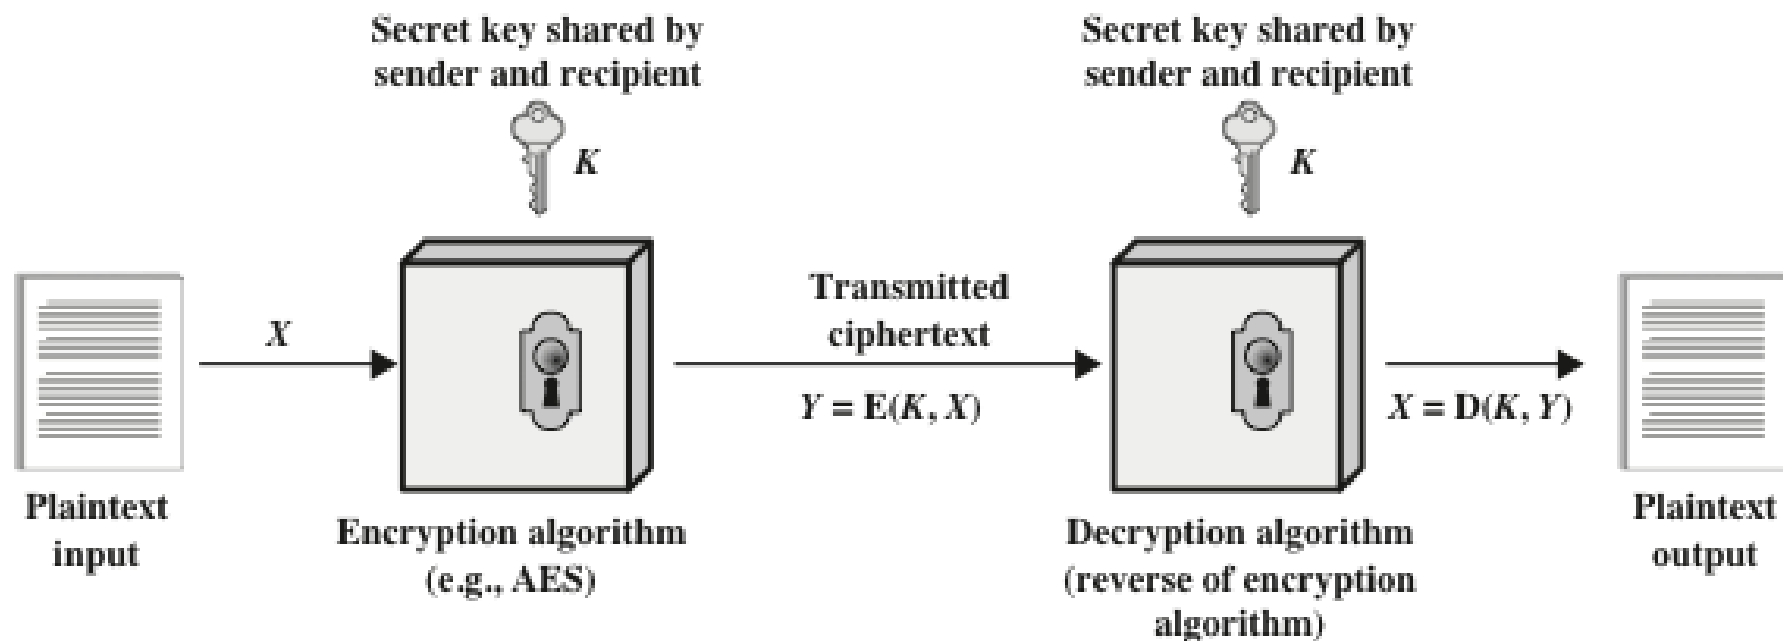 Secret key shared by
sender and recipient
K
Secret key shared by
sender and recipient
K
X
Transmitted
ciphertext
Y = E(K, X)
X = D(K, Y)
Plaintext
input
Encryption algorithm
(e.g., AES)
Decryption algorithm
(reverse of encryption
algorithm)
Plaintext
output